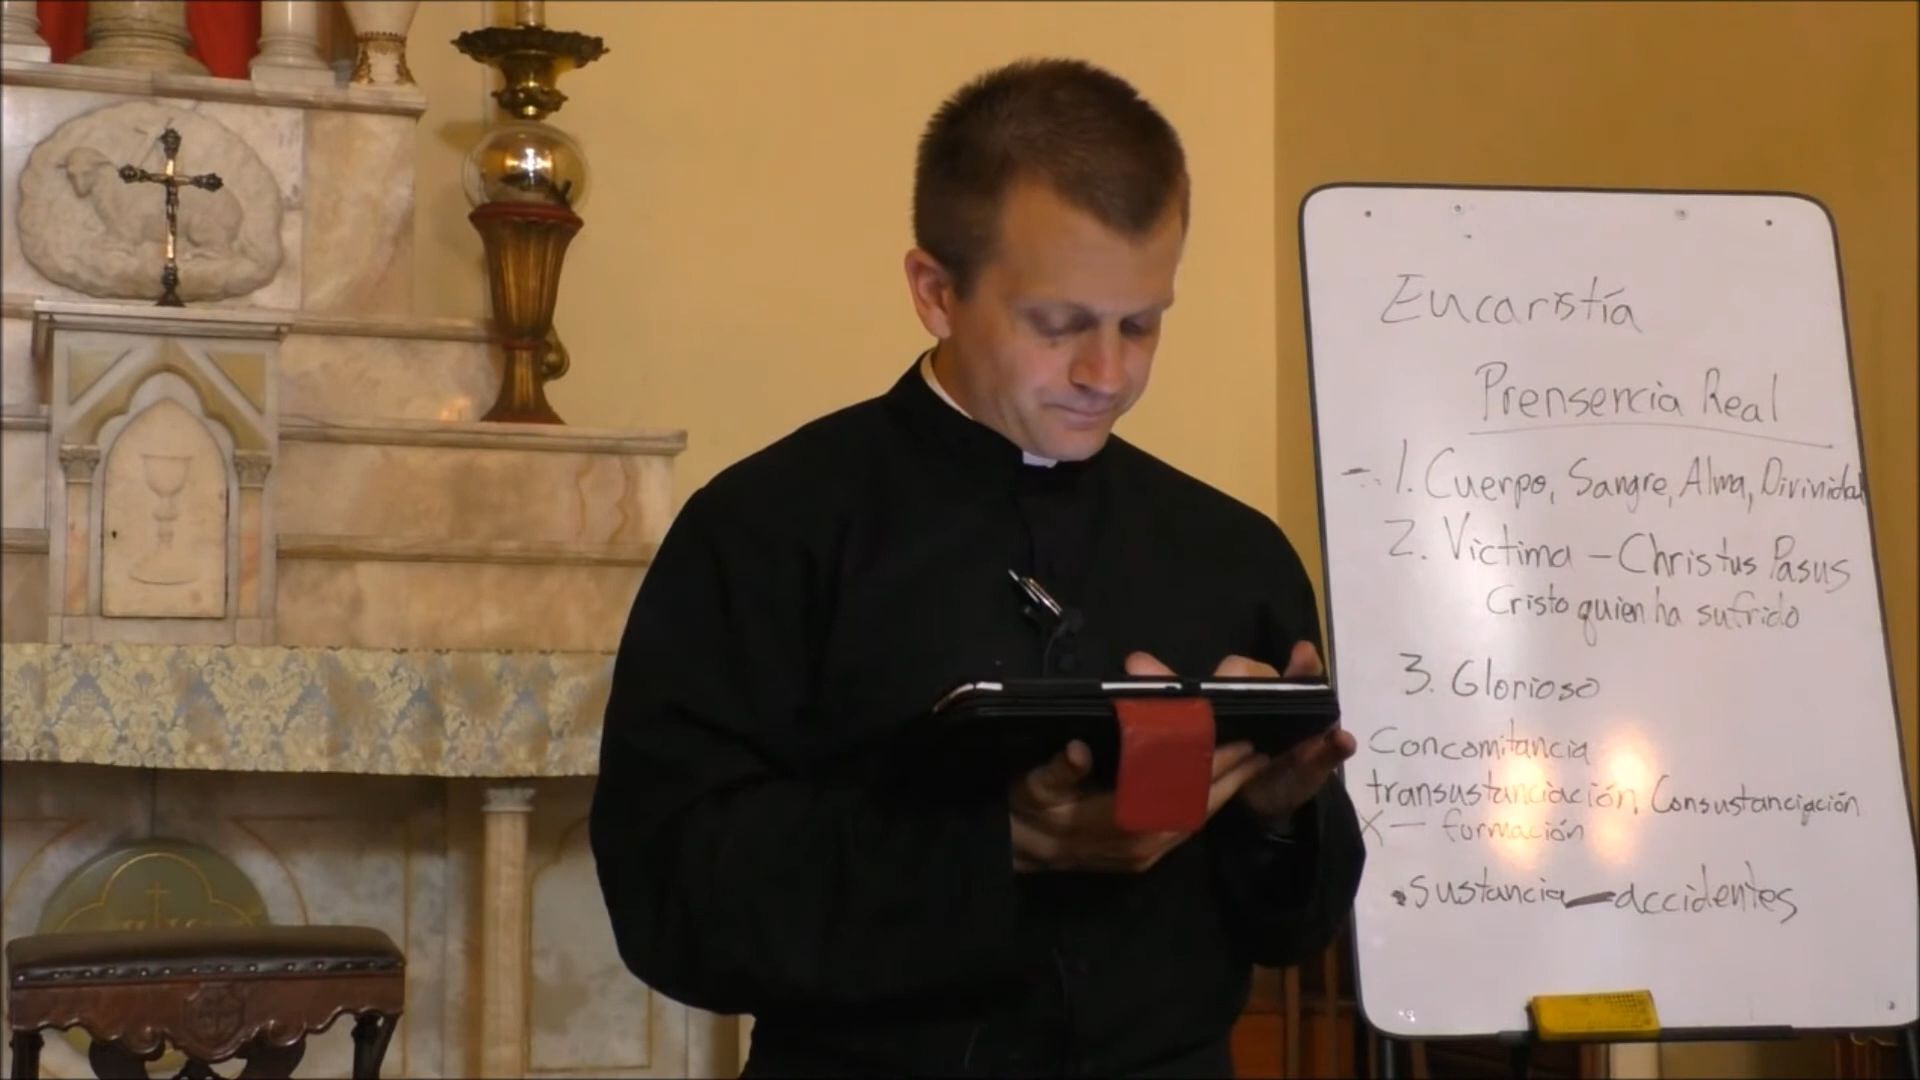 Eucaristía
Prensencia Real
1. Cuerpo, Sangre, Alma, Divinidad
2. Victima - Christus Pasus
Cristo quien ha sufrido
3. Glorioso
Concomitancia
transustanciación, Consustanciación
X - formación
• Sustancia - accidentes